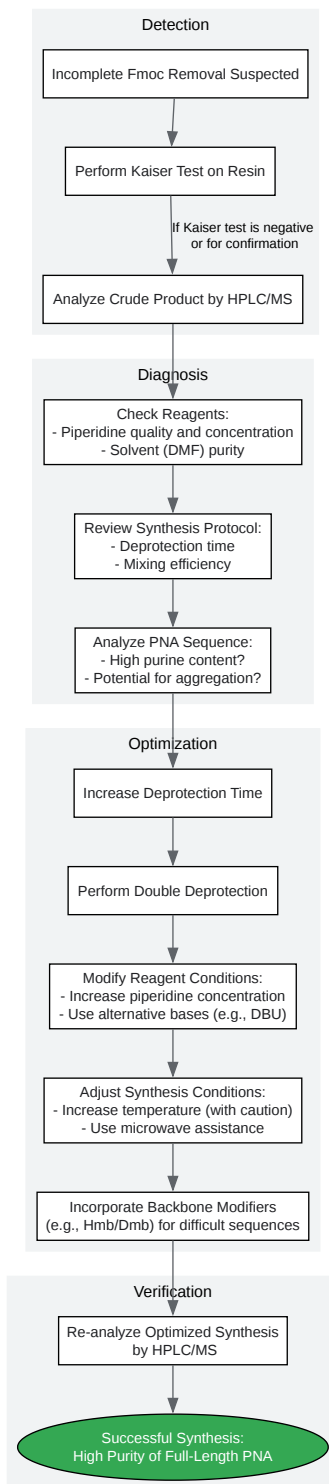 Detection
Incomplete Fmoc Removal Suspected
Perform Kaiser Test on Resin
If Kaiser test is negative
or for confirmation
Analyze Crude Product by HPLC/MS
Diagnosis
Check Reagents:
- Piperidine quality and concentration
- Solvent (DMF) purity
Review Synthesis Protocol:
- Deprotection time
- Mixing efficiency
Analyze PNA Sequence:
- High purine content?
- Potential for aggregation?
Optimization
Increase Deprotection Time
Perform Double Deprotection
Modify Reagent Conditions:
- Increase piperidine concentration
- Use alternative bases (e.g., DBU)
Adjust Synthesis Conditions:
- Increase temperature (with caution)
- Use microwave assistance
Incorporate Backbone Modifiers
(e.g., Hmb/Dmb) for difficult sequences
Verification
Re-analyze Optimized Synthesis
by HPLC/MS
Successful Synthesis:
High Purity of Full-Length PNA